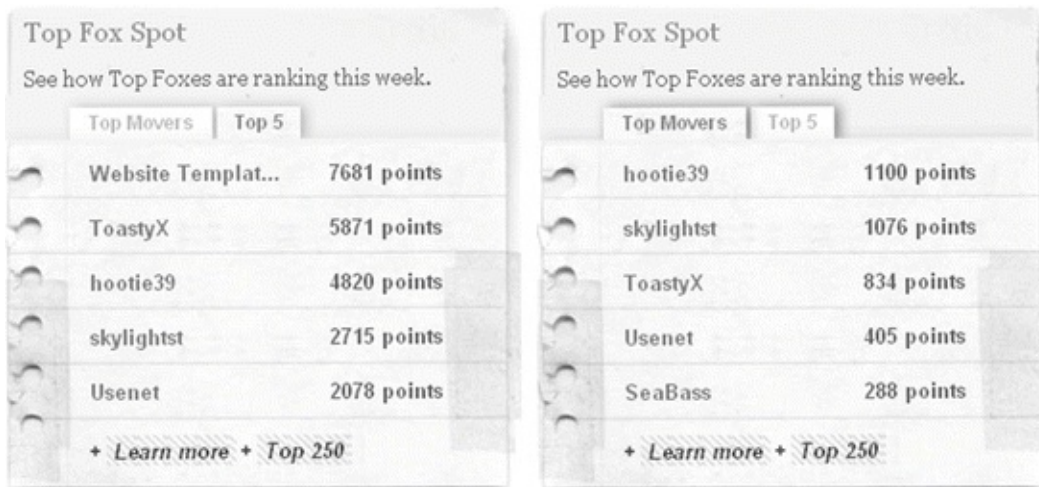 Top Fox Spot
See how Top Foxes are ranking this week.
Top Movers Top 5
Website Templat... 7681 points
ToastyX 5871 points
hootie39 4820 points
skylightst 2715 points
Usenet 2078 points
+ Learn more + Top 250
Top Fox Spot
See how Top Foxes are ranking this week.
Top Movers Top 5
hootie39 1100 points
skylightst 1076 points
ToastyX 834 points
Usenet 405 points
SeaBass 288 points
+ Learn more + Top 250